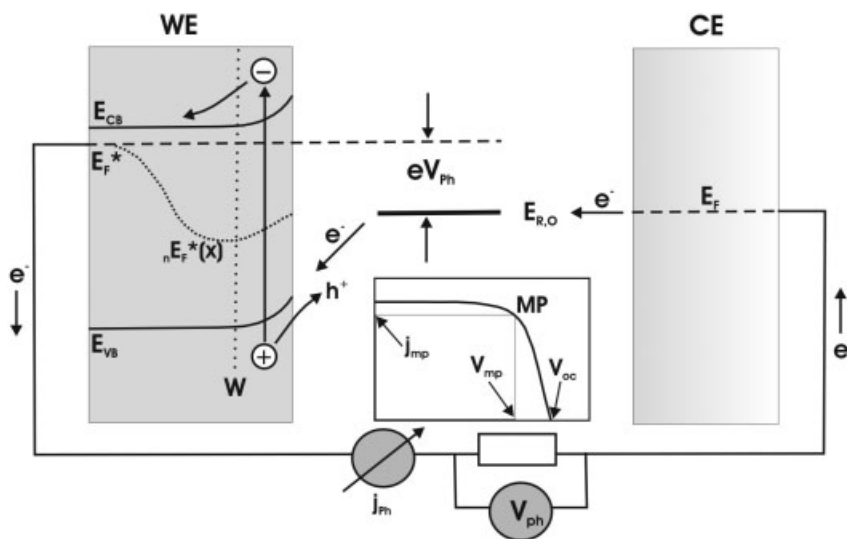 WE
CE
−
E_CB
E_F*
eV_Ph
e⁻
E_F
E_R,O
nE_F*(x)
e⁻
e⁻
h⁺
MP
E_VB
+
j_mp
V_mp
V_oc
W
e⁻
j_Ph
V_ph